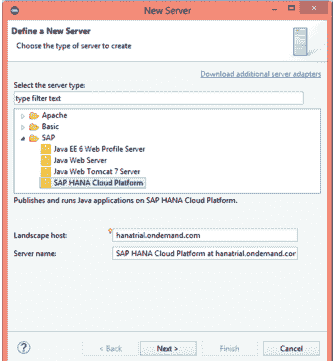 New Server
Define a New Server
Choose the type of server to create
Download additional server adapters
Select the server type:
type filter text
Apache
Basic
SAP
Java EE 6 Web Profile Server
Java Web Server
Java Web Tomcat 7 Server
SAP HANA Cloud Platform
Publishes and runs Java applications on SAP HANA Cloud Platform.
Landscape host: hanatrial.ondemand.com
Server name: SAP HANA Cloud Platform at hanatrial.ondemand.cor
? < Back Next > Finish Cancel